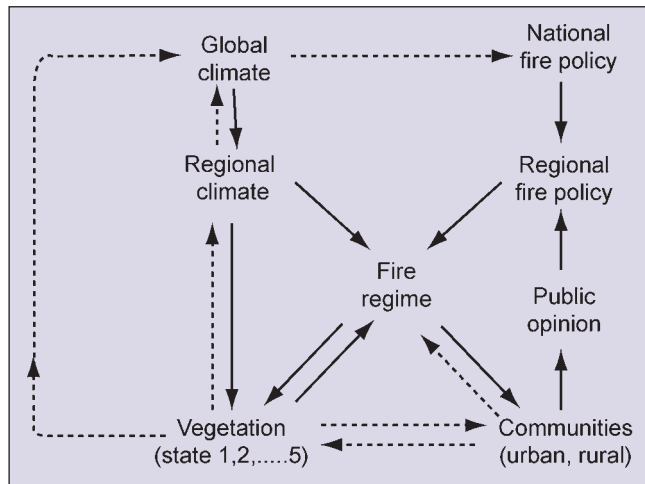 Global
climate
National
fire policy
Regional
climate
Regional
fire policy
Fire
regime
Public
opinion
Vegetation
(state 1,2,.....5)
Communities
(urban, rural)